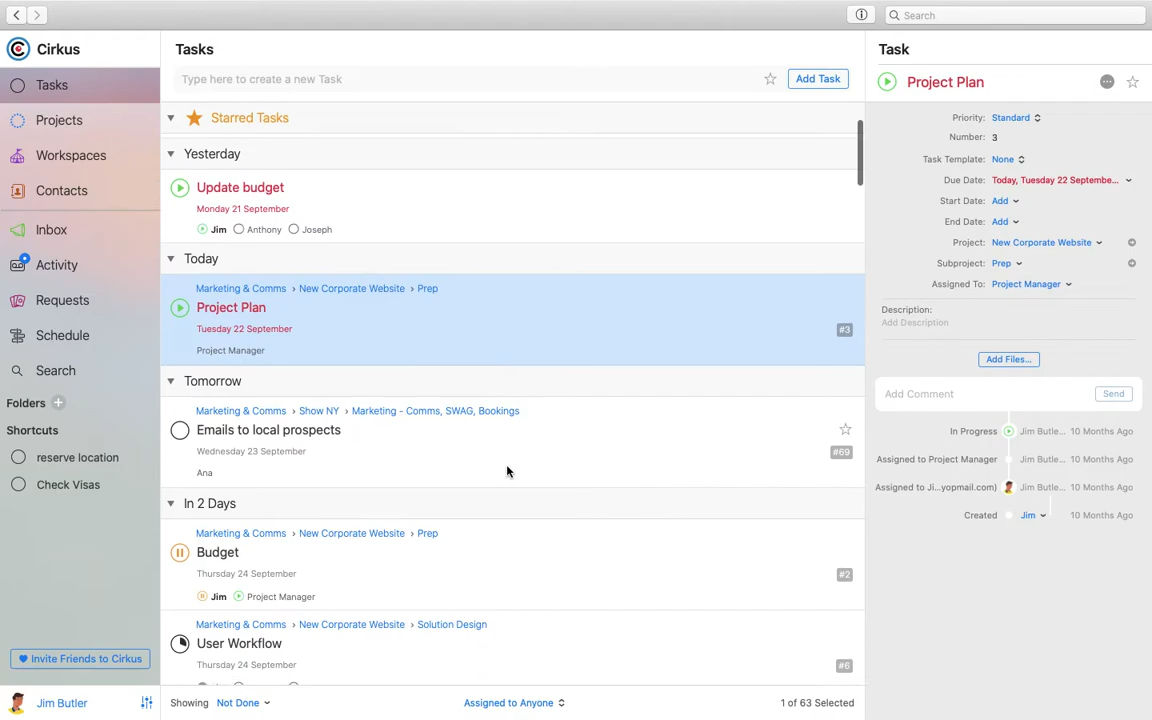 Search
Cirkus
Tasks
Projects
Workspaces
Contacts
Inbox
Activity
Requests
Schedule
Search
Folders
Shortcuts
reserve location
Check Visas
Invite Friends to Cirkus
Jim Butler
Tasks
Type here to create a new Task
Add Task
Starred Tasks
Yesterday
Update budget
Monday 21 September
Jim Anthony Joseph
Today
Marketing & Comms › New Corporate Website › Prep
Project Plan
Tuesday 22 September
#3
Project Manager
Tomorrow
Marketing & Comms › Show NY › Marketing - Comms, SWAG, Bookings
Emails to local prospects
Wednesday 23 September
#69
Ana
In 2 Days
Marketing & Comms › New Corporate Website › Prep
Budget
Thursday 24 September
#2
Jim Project Manager
Marketing & Comms › New Corporate Website › Solution Design
User Workflow
Thursday 24 September
#6
Showing Not Done
Assigned to Anyone
1 of 63 Selected
Task
Project Plan
Priority: Standard
Number: 3
Task Template: None
Due Date: Today, Tuesday 22 Septembe...
Start Date: Add
End Date: Add
Project: New Corporate Website
Subproject: Prep
Assigned To: Project Manager
Description:
Add Description
Add Files...
Add Comment
Send
In Progress Jim Butle... 10 Months Ago
Assigned to Project Manager Jim Butle... 10 Months Ago
Assigned to Ji...yopmail.com) Jim Butle... 10 Months Ago
Created Jim 10 Months Ago